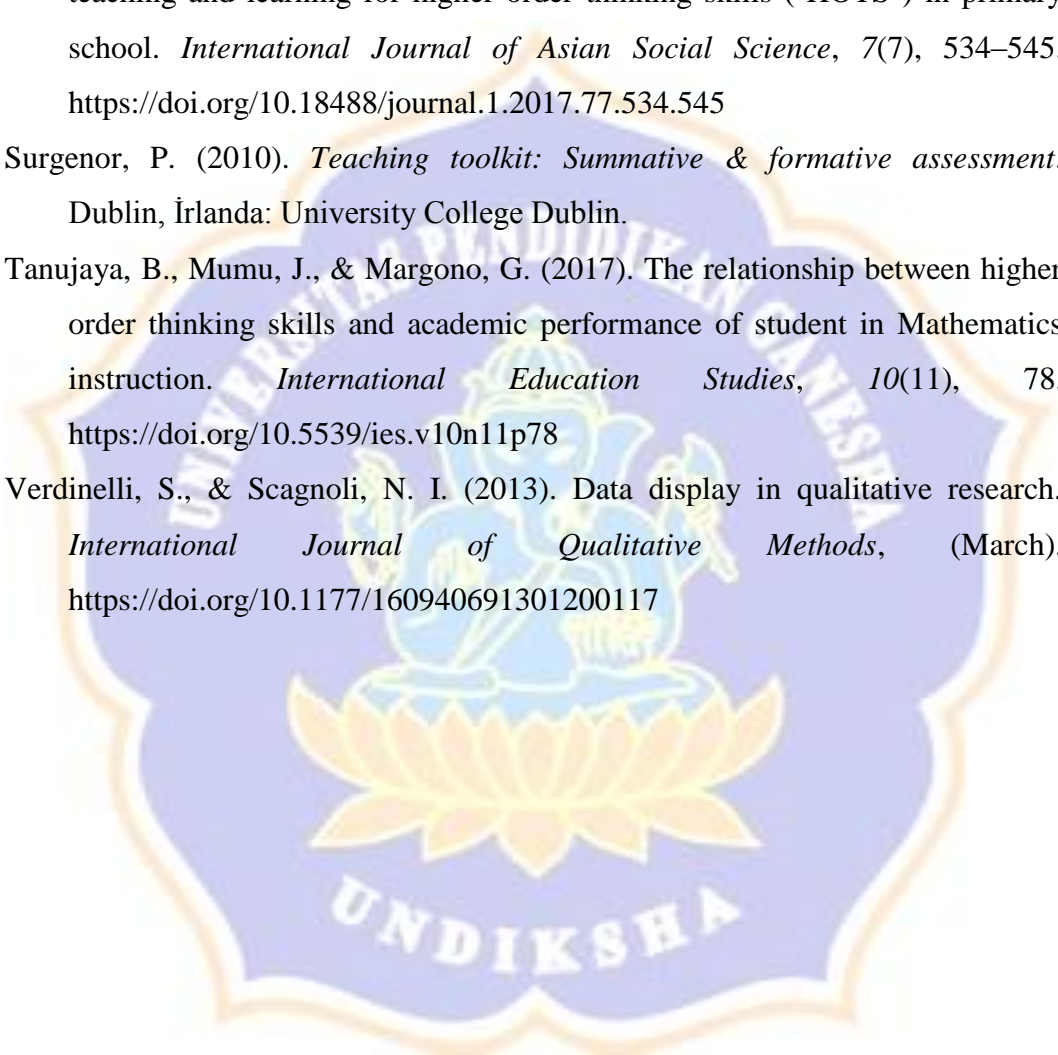 teaching and learning for higher order thinking skills ("HOTS") in primary
school. International Journal of Asian Social Science, 7(7), 534–545.
https://doi.org/10.18488/journal.1.2017.77.534.545
Surgenor, P. (2010). Teaching toolkit: Summative & formative assessment.
Dublin, İrlanda: University College Dublin.
Tanujaya, B., Mumu, J., & Margono, G. (2017). The relationship between higher
order thinking skills and academic performance of student in Mathematics
instruction. International Education Studies, 10(11), 78.
https://doi.org/10.5539/ies.v10n11p78
Verdinelli, S., & Scagnoli, N. I. (2013). Data display in qualitative research.
International Journal of Qualitative Methods, (March).
https://doi.org/10.1177/160940691301200117
UNIVERSITAS PENDIDIKAN GANESHA
UNDIKSHA